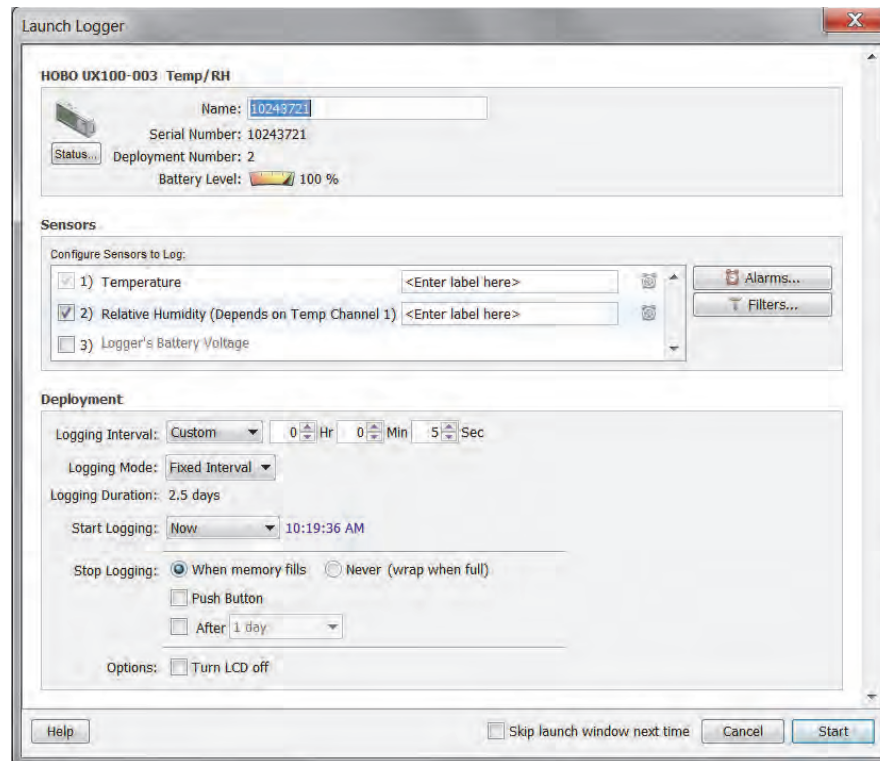 Launch Logger
HOBO UX100-003 Temp/RH
Name: 10243721
Serial Number: 10243721
Status... Deployment Number: 2
Battery Level: 100 %
Sensors
Configure Sensors to Log:
1) Temperature <Enter label here>
Alarms...
2) Relative Humidity (Depends on Temp Channel 1) <Enter label here>
Filters...
3) Logger's Battery Voltage
Deployment
Logging Interval: Custom 0 Hr 0 Min 5 Sec
Logging Mode: Fixed Interval
Logging Duration: 2.5 days
Start Logging: Now 10:19:36 AM
Stop Logging: When memory fills Never (wrap when full)
Push Button
After 1 day
Options: Turn LCD off
Help Skip launch window next time Cancel Start